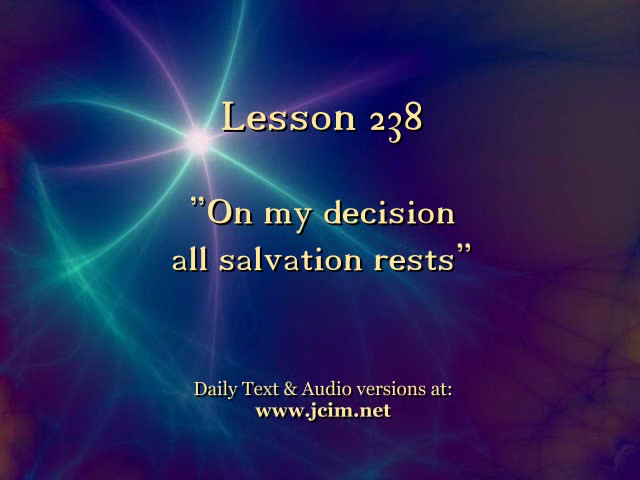 Lesson 238
"On my decision
all salvation rests"
Daily Text & Audio versions at:
www.jcim.net